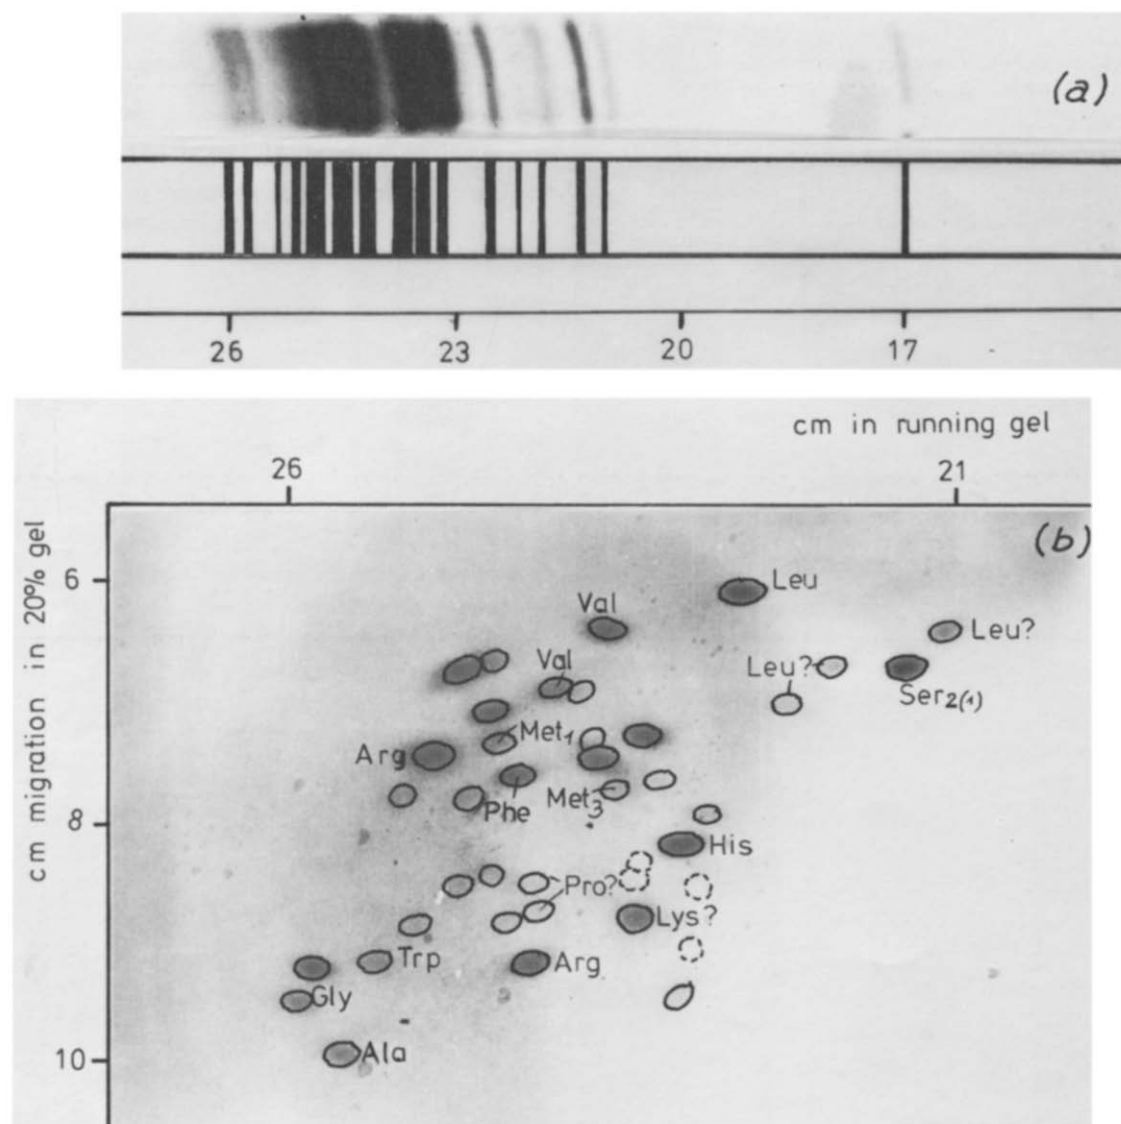 (a)
26 23 20 17
cm in running gel
26 21
cm migration in 20% gel
(b)
6
Leu
Val
Leu?
Val
Leu?
Ser2(1)
Met1
Arg
Phe
Met3
8
His
Pro?
Lys?
Trp
Arg
Gly
Ala
10